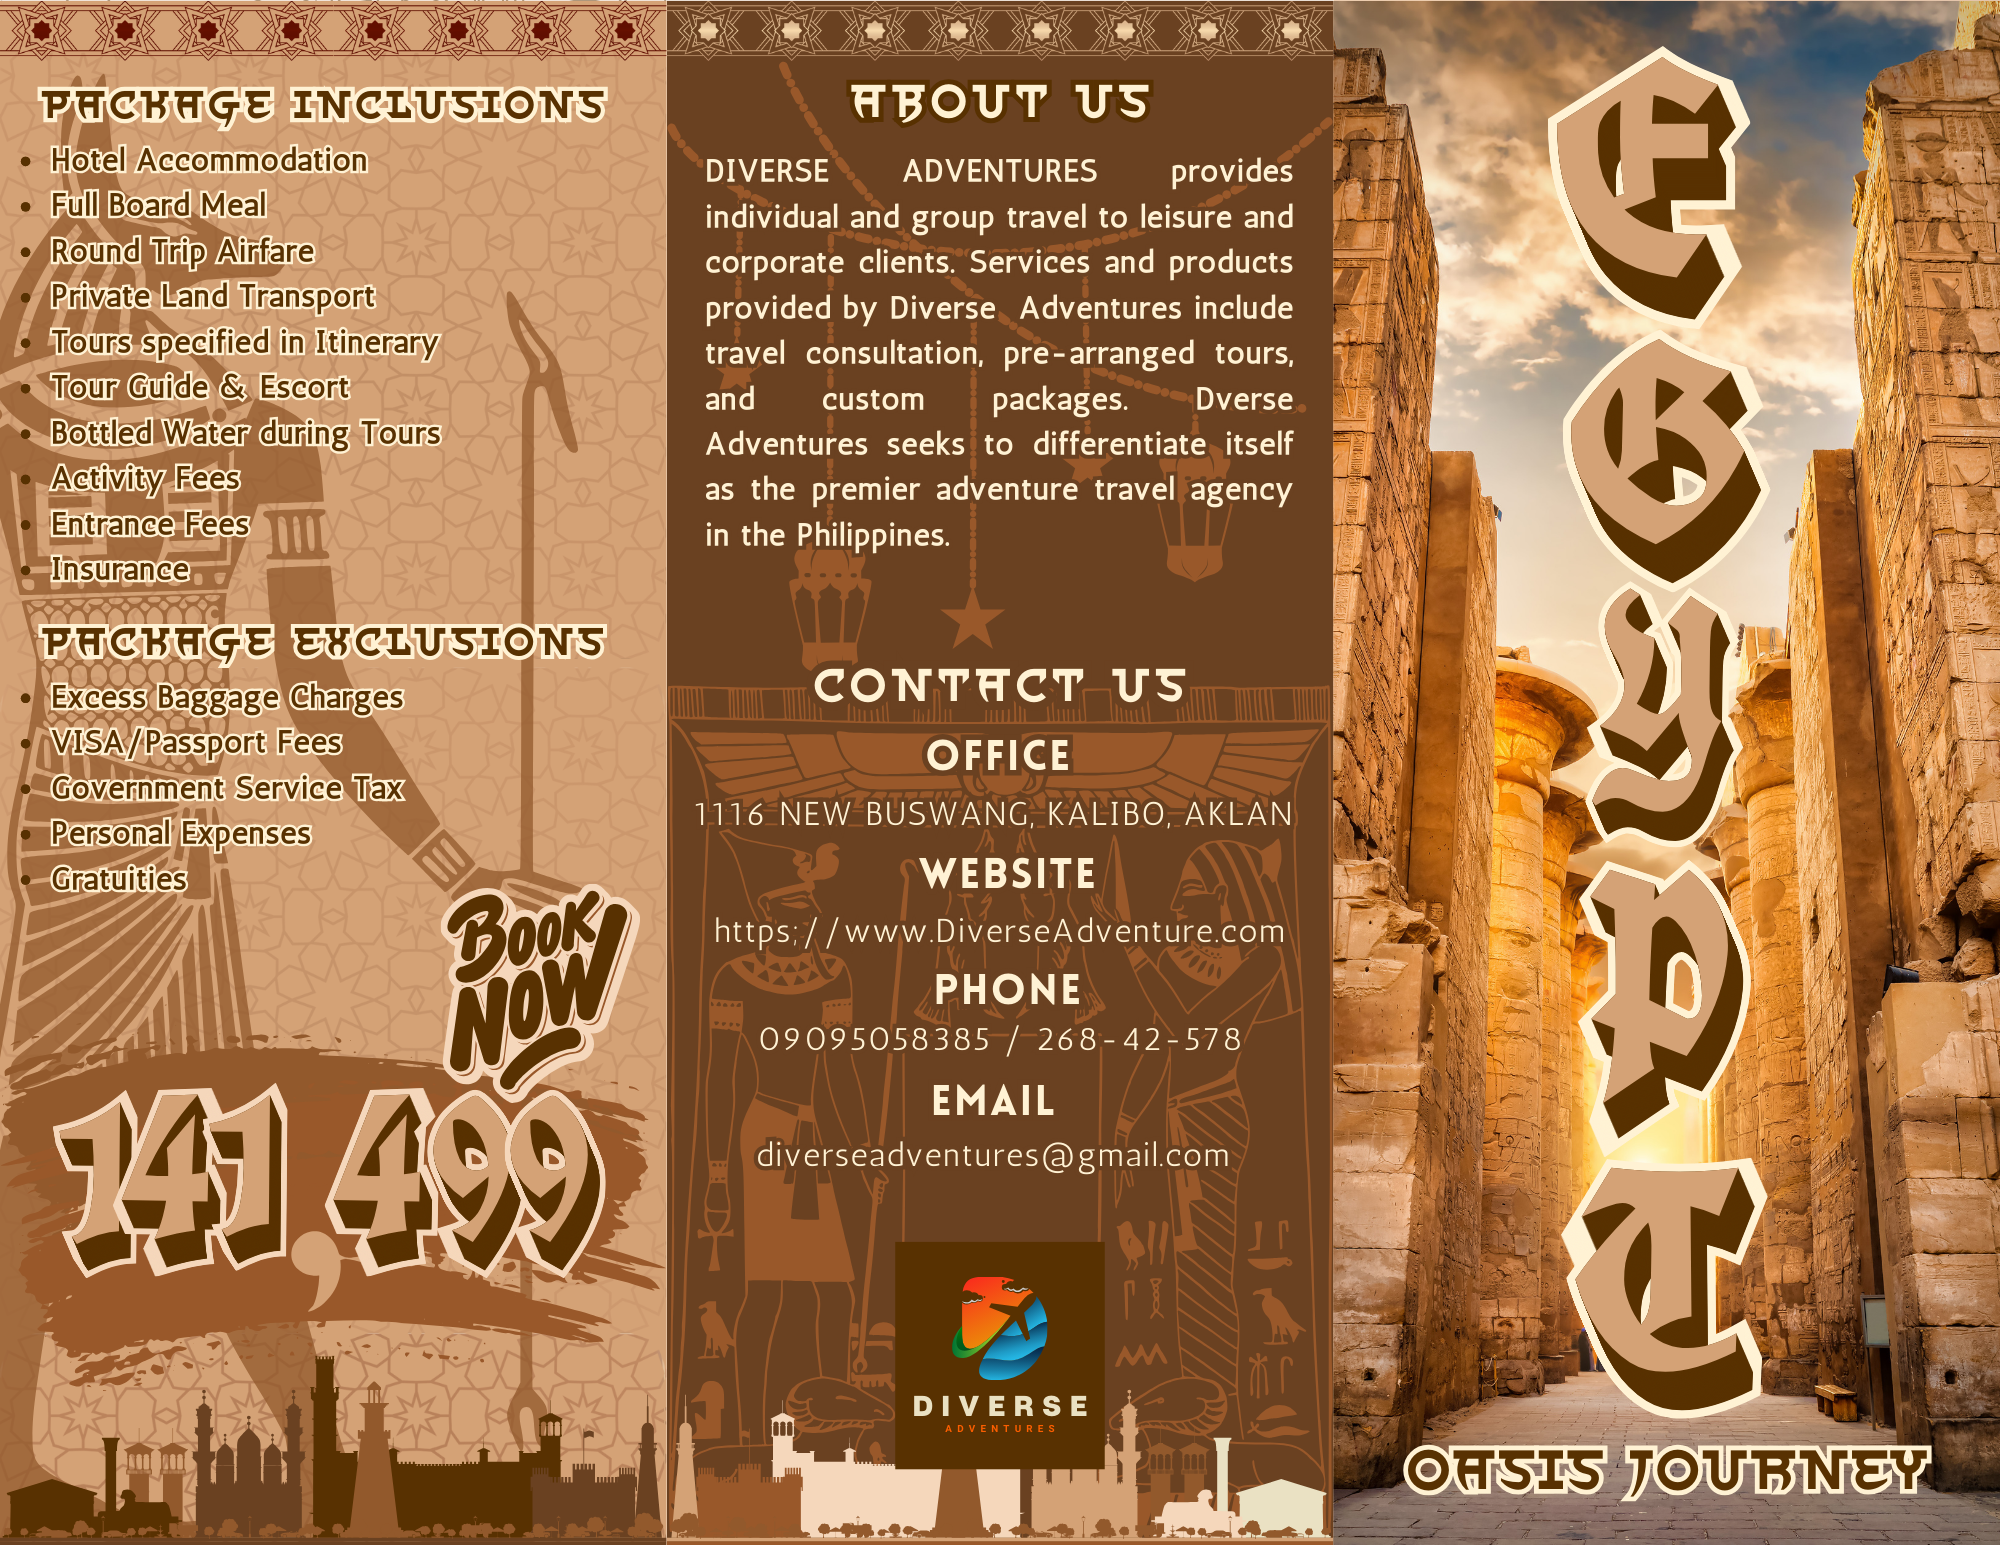 PACKAGE INCLUSIONS
• Hotel Accommodation
• Full Board Meal
• Round Trip Airfare
• Private Land Transport
• Tours specified in Itinerary
• Tour Guide & Escort
• Bottled Water during Tours
• Activity Fees
• Entrance Fees
• Insurance
PACKAGE EXCLUSIONS
• Excess Baggage Charges
• VISA/Passport Fees
• Government Service Tax
• Personal Expenses
• Gratuities
BOOK
NOW
141,499
ABOUT US
DIVERSE ADVENTURES provides
individual and group travel to leisure and
corporate clients. Services and products
provided by Diverse Adventures include
travel consultation, pre-arranged tours,
and custom packages. Dverse
Adventures seeks to differentiate itself
as the premier adventure travel agency
in the Philippines.
CONTACT US
OFFICE
1116 NEW BUSWANG, KALIBO, AKLAN
WEBSITE
https;//www.DiverseAdventure.com
PHONE
09095058385 / 268-42-578
EMAIL
diverseadventures@gmail.com
DIVERSE
ADVENTURES
EGYPT
OASIS JOURNEY